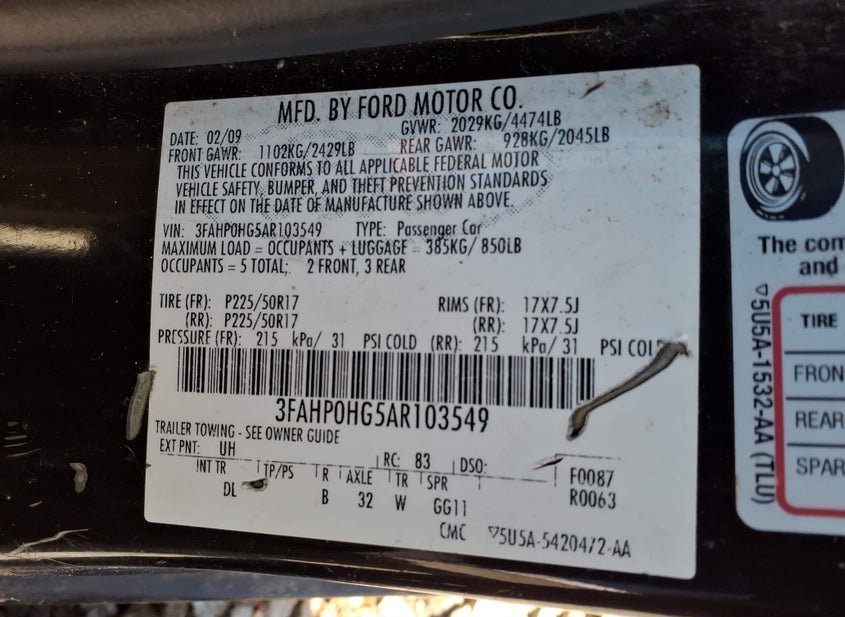 MFD. BY FORD MOTOR CO.
DATE: 02/09 GVWR: 2029KG/4474LB
FRONT GAWR: 1102KG/2429LB REAR GAWR: 928KG/2045LB
THIS VEHICLE CONFORMS TO ALL APPLICABLE FEDERAL MOTOR
VEHICLE SAFETY, BUMPER, AND THEFT PREVENTION STANDARDS
IN EFFECT ON THE DATE OF MANUFACTURE SHOWN ABOVE.
VIN: 3FAHP0HG5AR103549 TYPE: Passenger Car
MAXIMUM LOAD = OCCUPANTS + LUGGAGE = 385KG/ 850LB
OCCUPANTS = 5 TOTAL; 2 FRONT, 3 REAR
TIRE (FR): P225/50R17 RIMS (FR): 17X7.5J
(RR): P225/50R17 (RR): 17X7.5J
PRESSURE (FR): 215 kPa/ 31 PSI COLD (RR): 215 kPa/ 31 PSI COLD
3FAHP0HG5AR103549
TRAILER TOWING - SEE OWNER GUIDE
EXT PNT: UH RC: 83 DSO:
INT TR TP/PS R AXLE TR SPR F0087
DL B 32 W GG11 R0063
CMC ▽5U5A-5420472-AA
The com
and
TIRE
FRON
REAR
SPAR
▽5U5A-1532-AA (TLU)